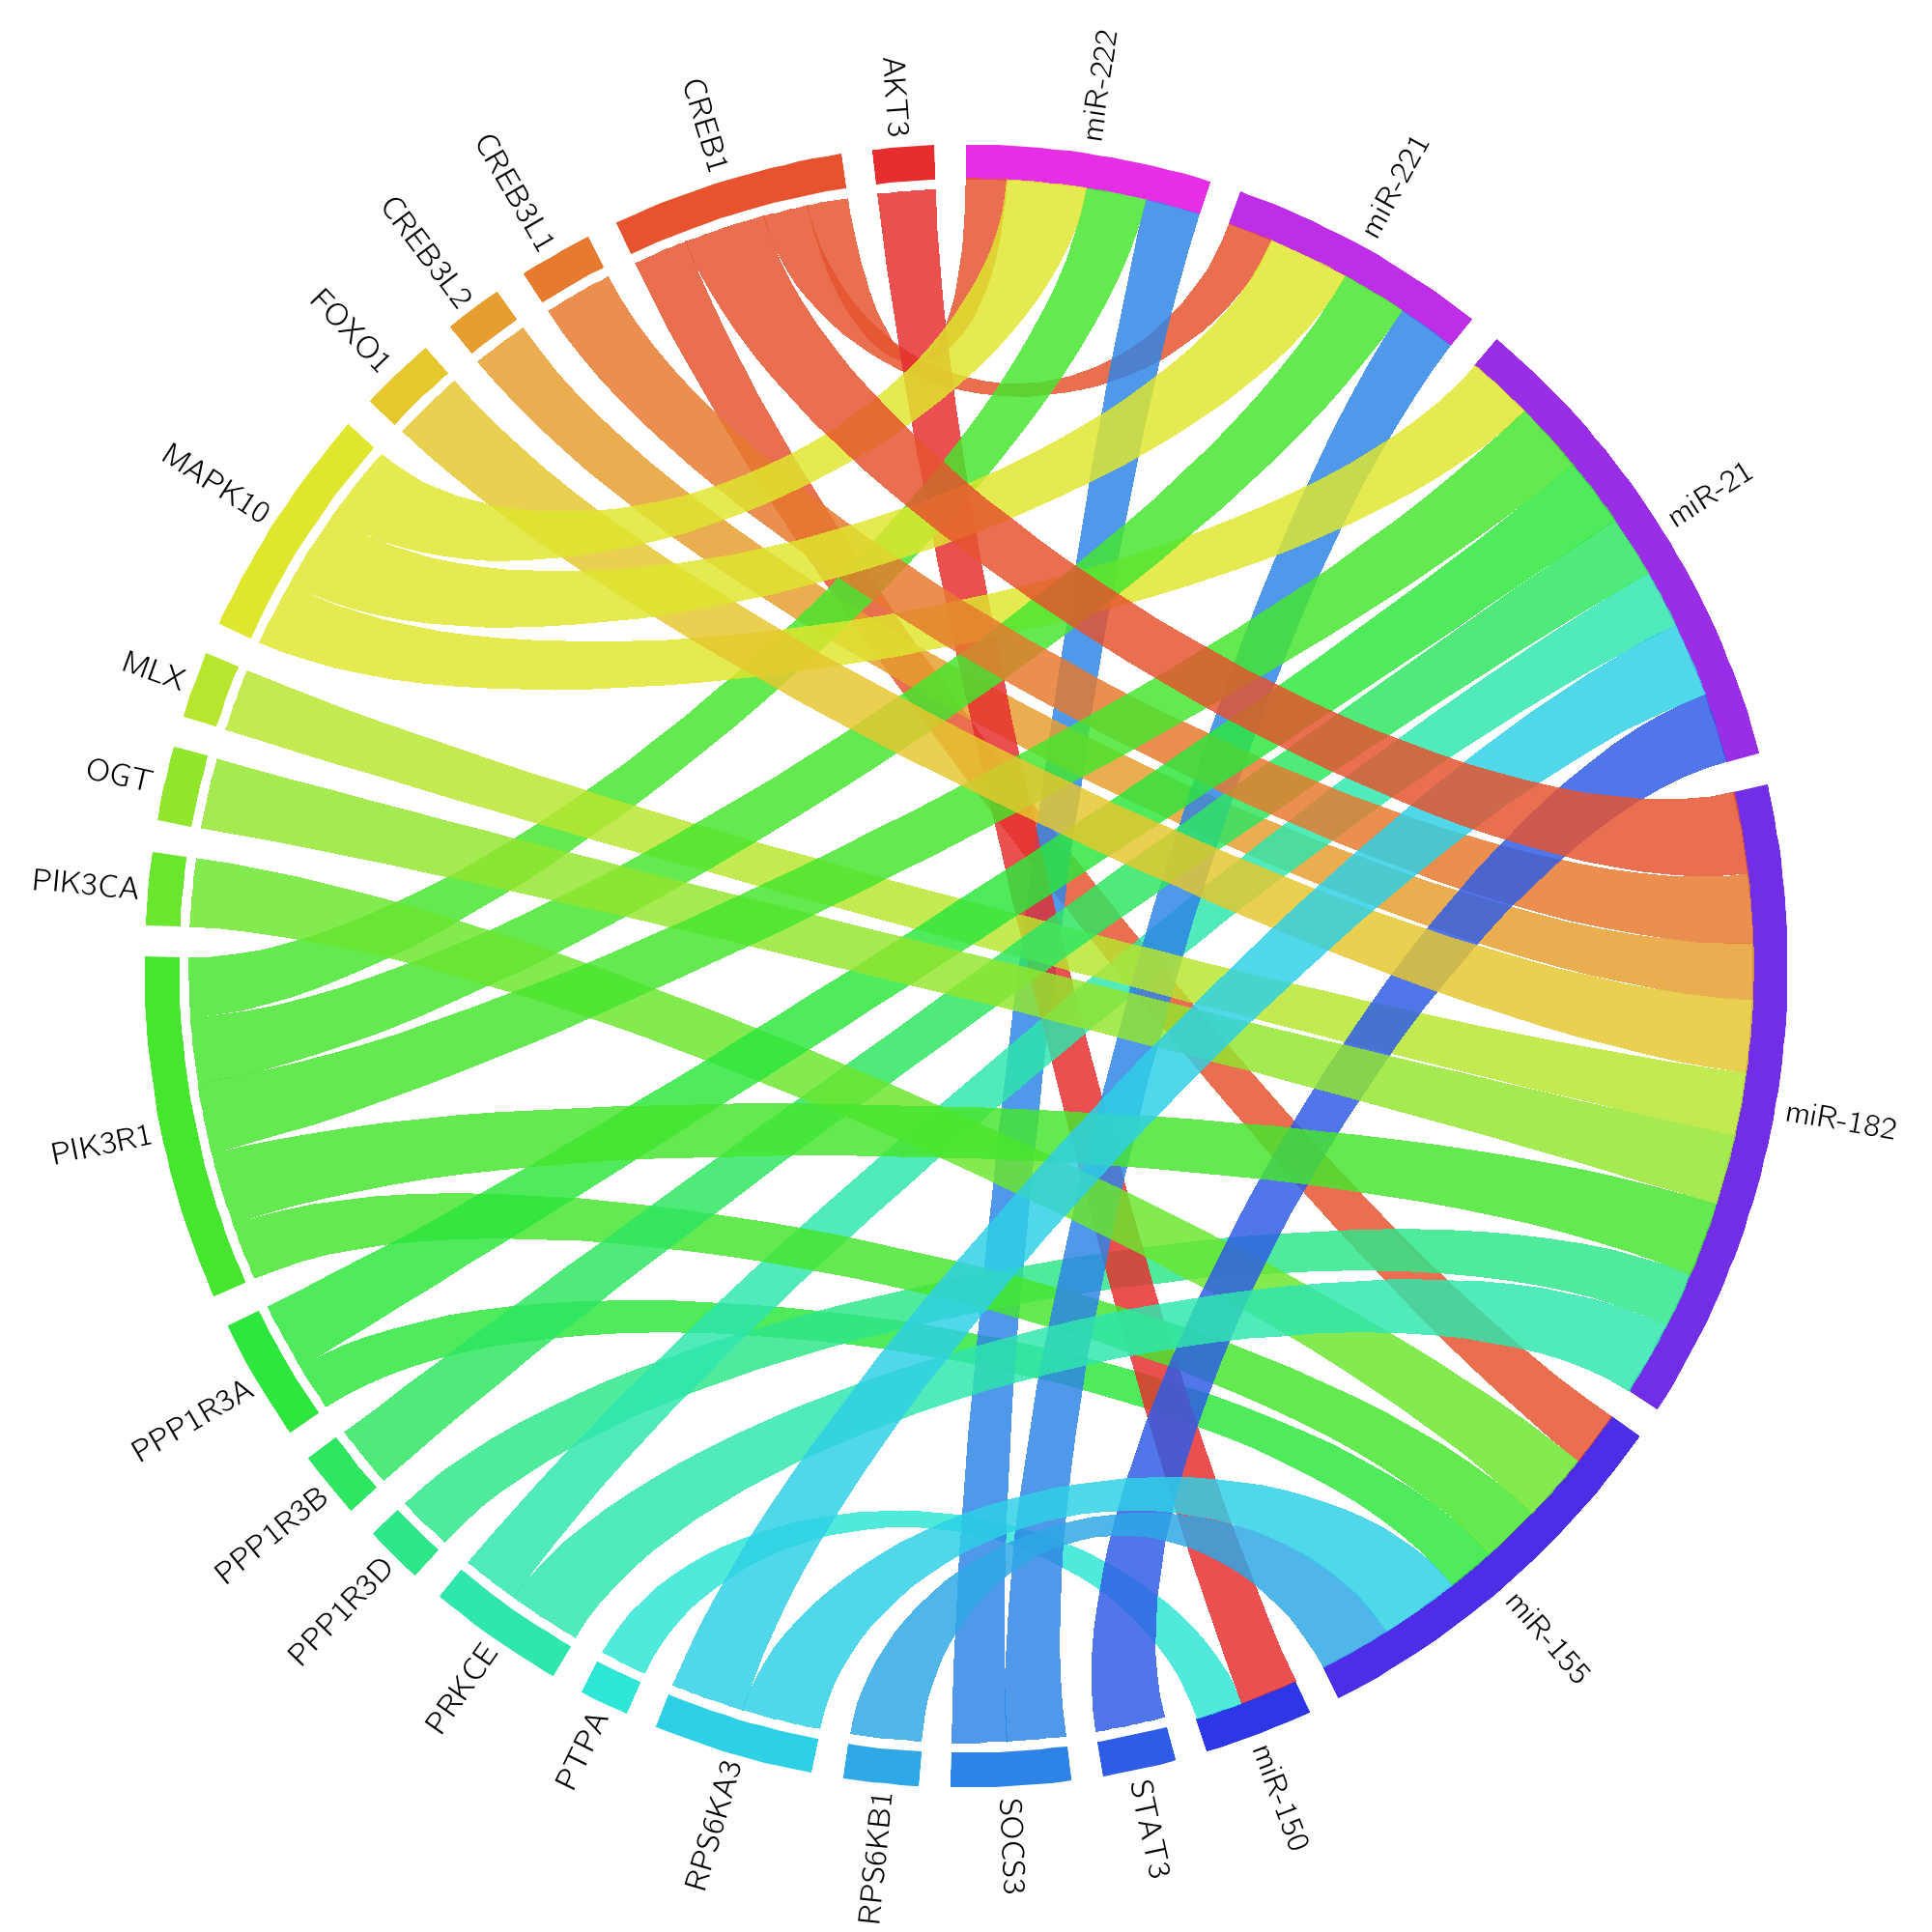 miR-222
miR-221
miR-21
miR-182
miR-155
miR-150
STAT3
SOCS3
RPS6KB1
RPS6KA3
PTPA
PRKCE
PPP1R3D
PPP1R3B
PPP1R3A
PIK3R1
PIK3CA
OGT
MLX
MAPK10
FOXO1
CREB3L2
CREB3L1
CREB1
AKT3